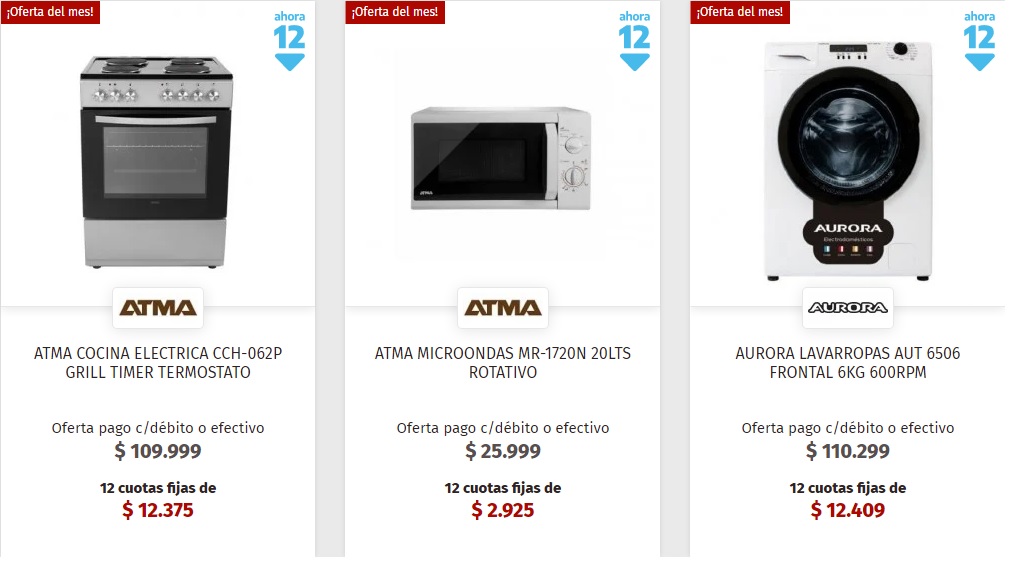 ¡Oferta del mes!
ahora
12
ATMA
ATMA COCINA ELECTRICA CCH-062P
GRILL TIMER TERMOSTATO
Oferta pago c/débito o efectivo
$ 109.999
12 cuotas fijas de
$ 12.375
¡Oferta del mes!
ahora
12
ATMA
ATMA
ATMA MICROONDAS MR-1720N 20LTS
ROTATIVO
Oferta pago c/débito o efectivo
$ 25.999
12 cuotas fijas de
$ 2.925
¡Oferta del mes!
ahora
12
AURORA
Electrodomésticos
AURORA
AURORA LAVARROPAS AUT 6506
FRONTAL 6KG 600RPM
Oferta pago c/débito o efectivo
$ 110.299
12 cuotas fijas de
$ 12.409